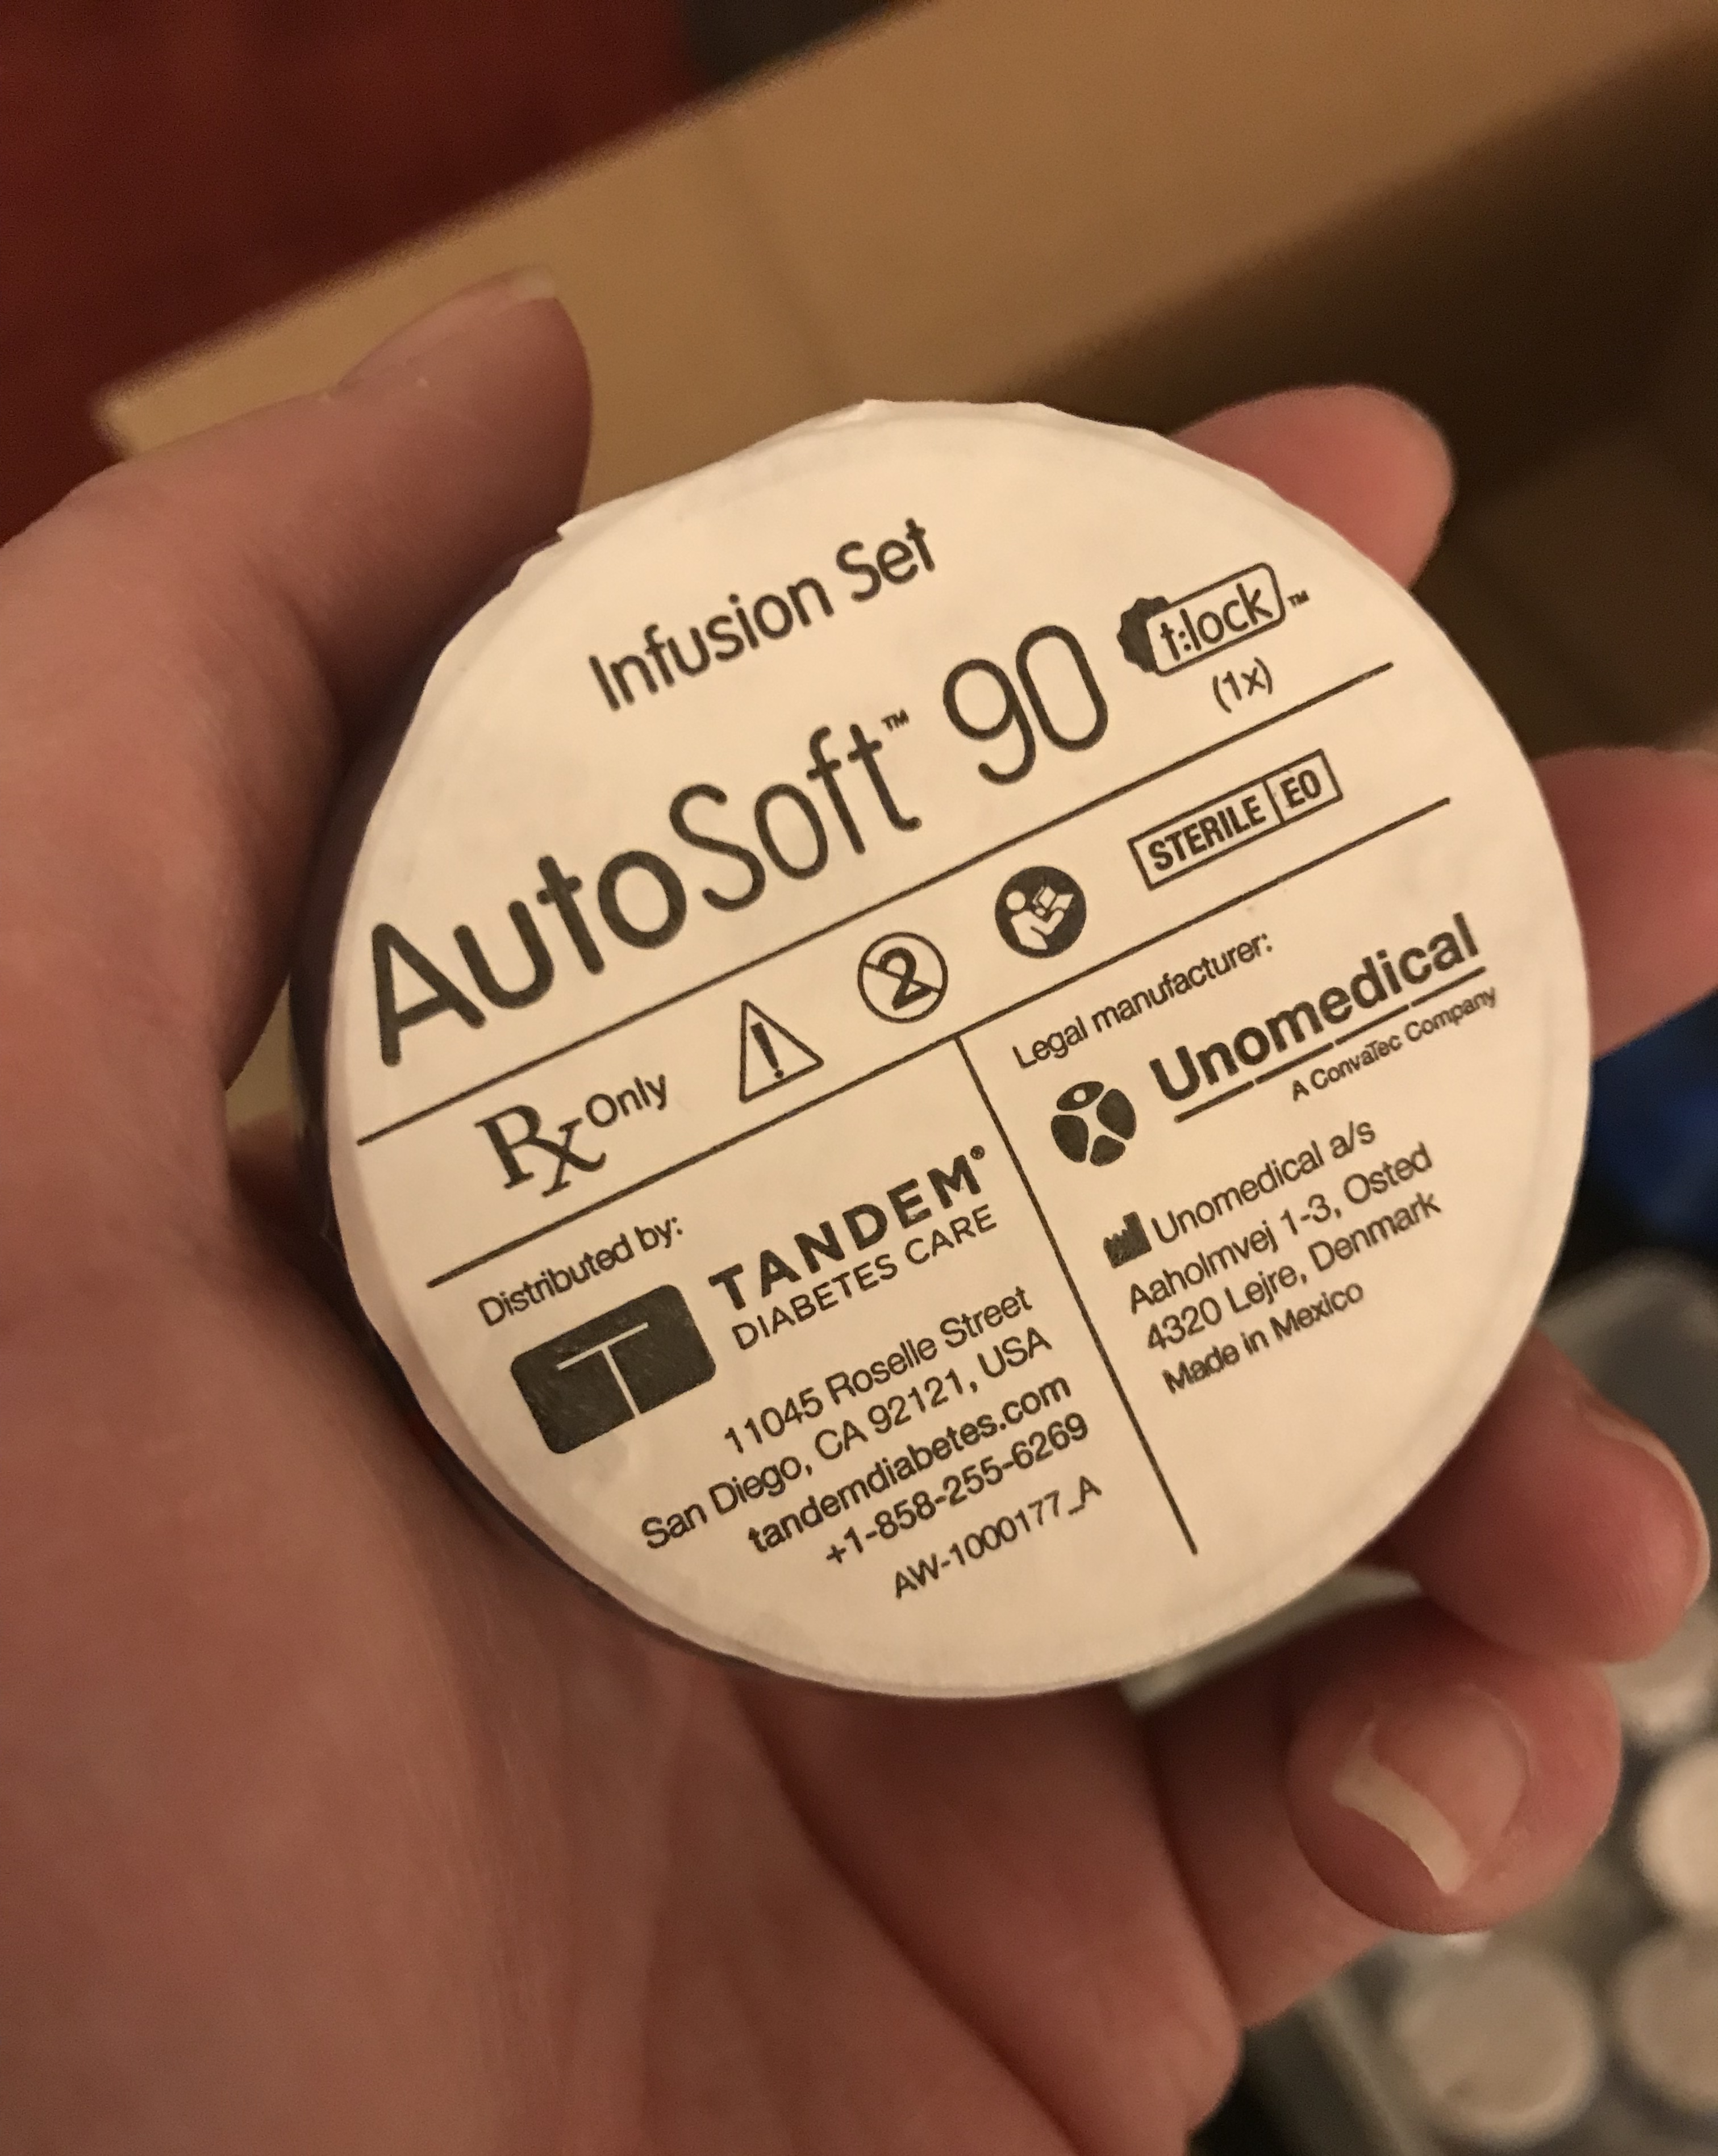 Infusion Set
AutoSoft™ 90 t:lock™
(1x)
Rx Only ! 2 STERILE EO
Distributed by:
TANDEM®
DIABETES CARE
T
11045 Roselle Street
San Diego, CA 92121, USA
tandemdiabetes.com
+1-858-255-6269
AW-1000177_A
Legal manufacturer:
Unomedical
A ConvaTec Company
Unomedical a/s
Aaholmvej 1-3, Osted
4320 Lejre, Denmark
Made in Mexico